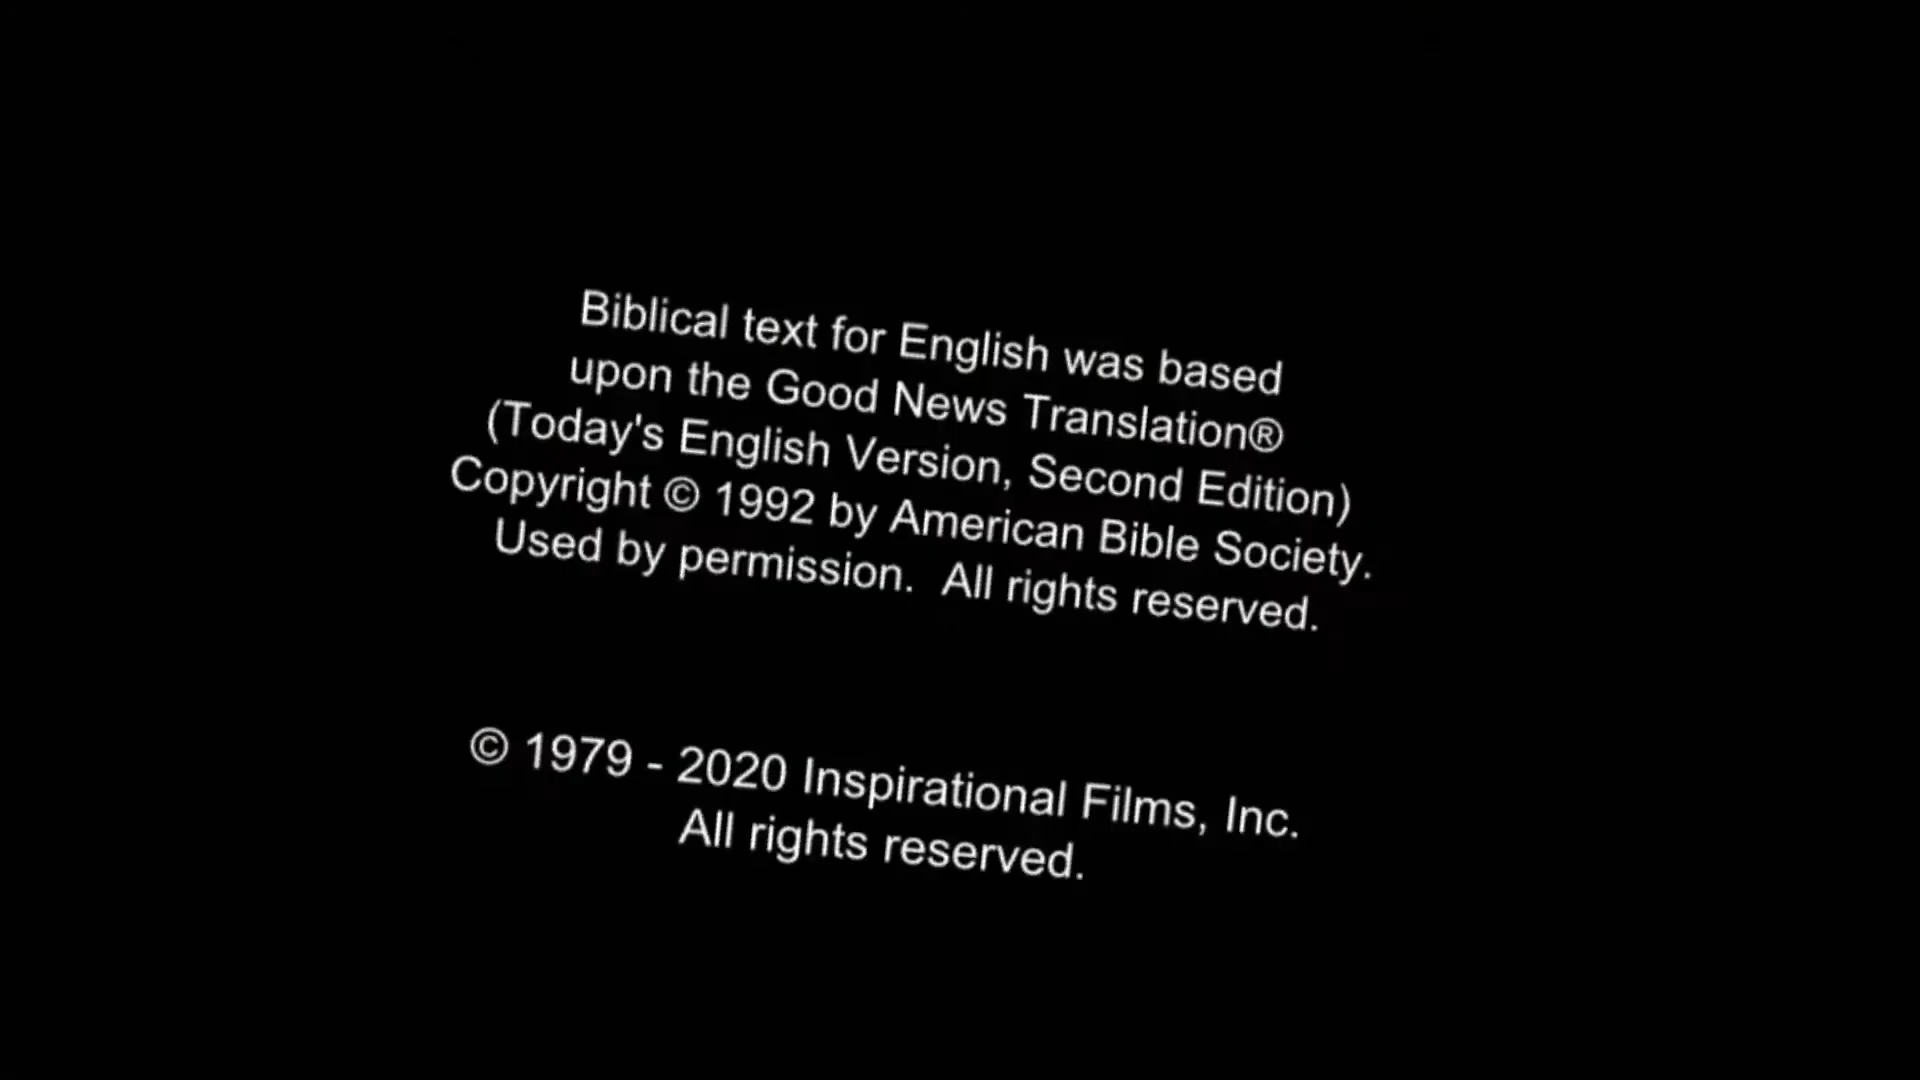 Biblical text for English was based
upon the Good News Translation®
(Today's English Version, Second Edition)
Copyright © 1992 by American Bible Society.
Used by permission.  All rights reserved.
© 1979 - 2020 Inspirational Films, Inc.
All rights reserved.